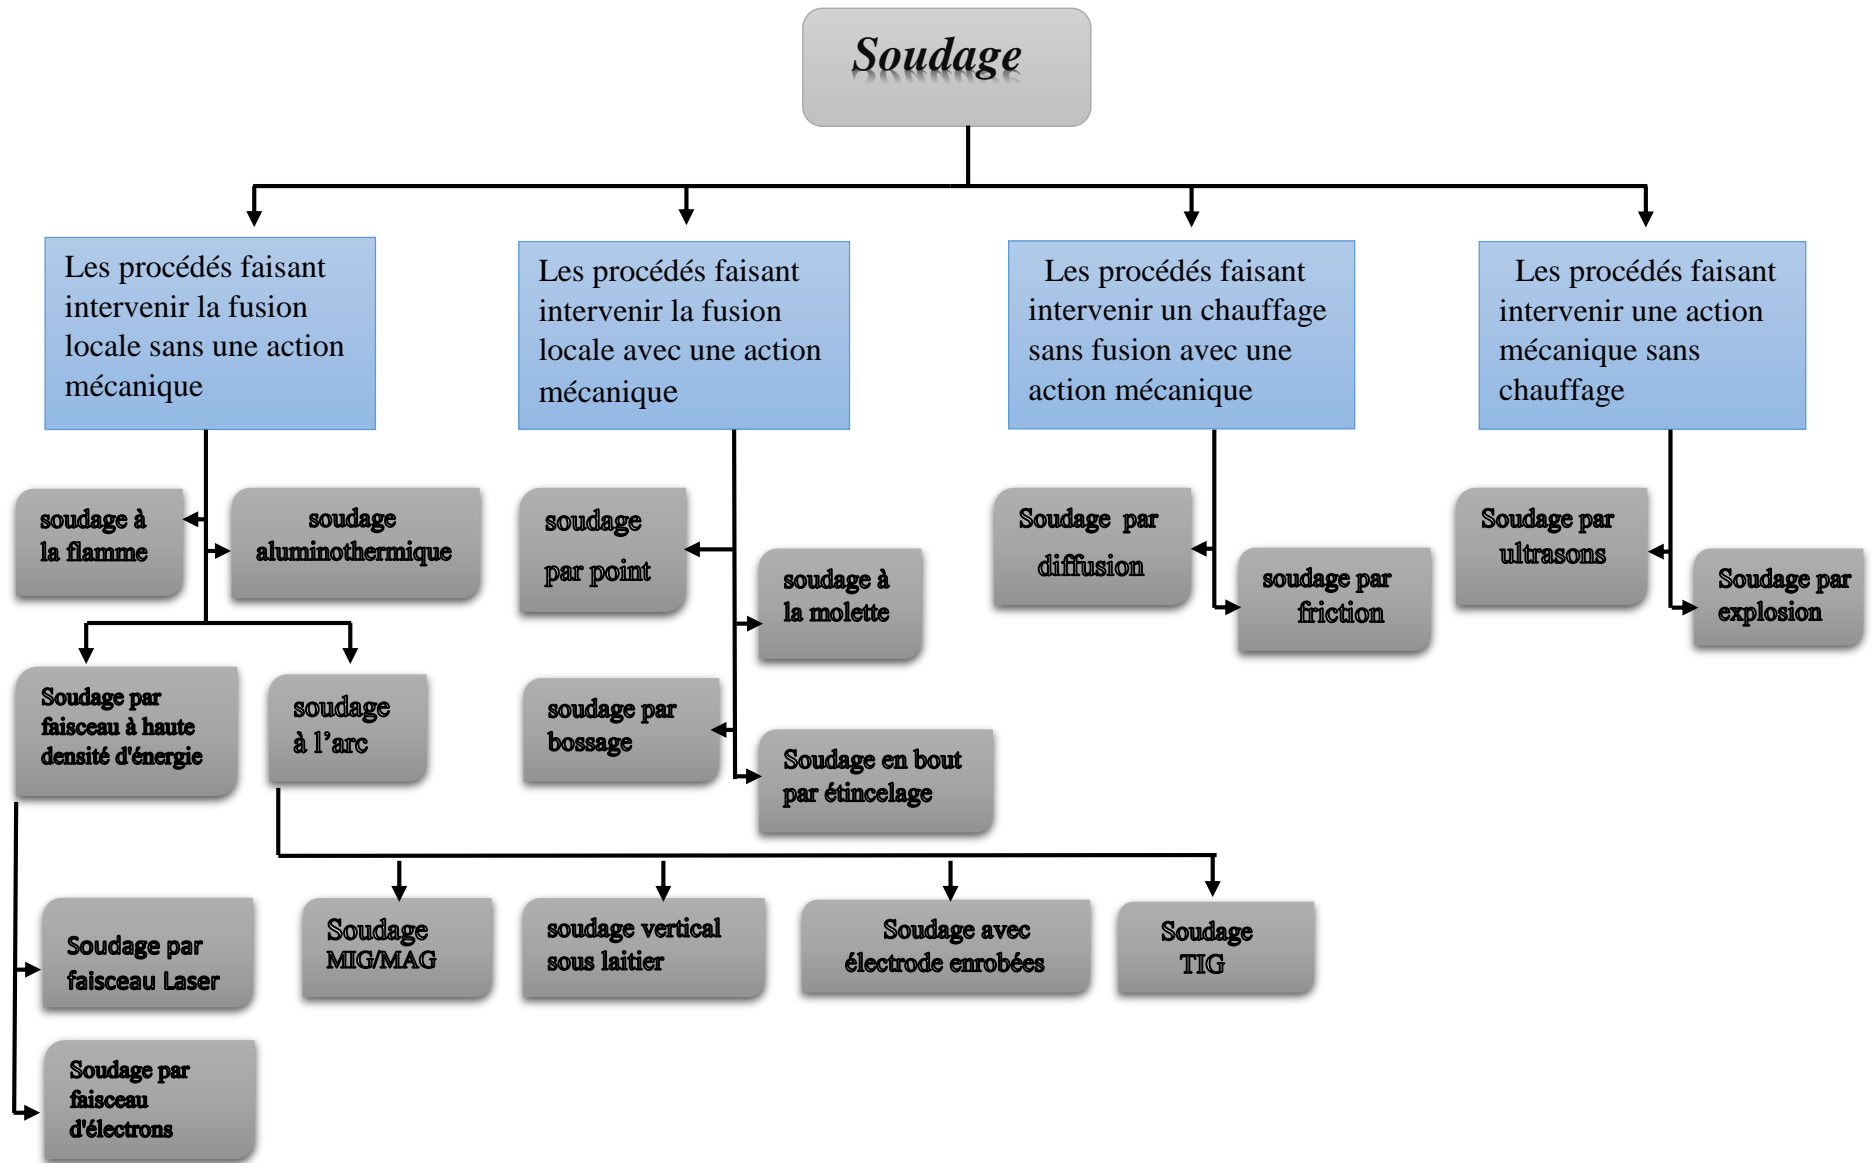 Soudage
Les procédés faisant
intervenir la fusion
locale sans une action
mécanique
Les procédés faisant
intervenir la fusion
locale avec une action
mécanique
Les procédés faisant
intervenir un chauffage
sans fusion avec une
action mécanique
Les procédés faisant
intervenir une action
mécanique sans
chauffage
soudage à
la flamme
soudage
aluminothermique
soudage
par point
soudage à
la molette
Soudage par
diffusion
soudage par
friction
Soudage par
ultrasons
Soudage par
explosion
Soudage par
faisceau à haute
densité d'énergie
soudage
à l’arc
soudage par
bossage
Soudage en bout
par étincelage
Soudage par
faisceau Laser
Soudage
MIG/MAG
soudage vertical
sous laitier
Soudage avec
électrode enrobées
Soudage
TIG
Soudage par
faisceau
d'électrons